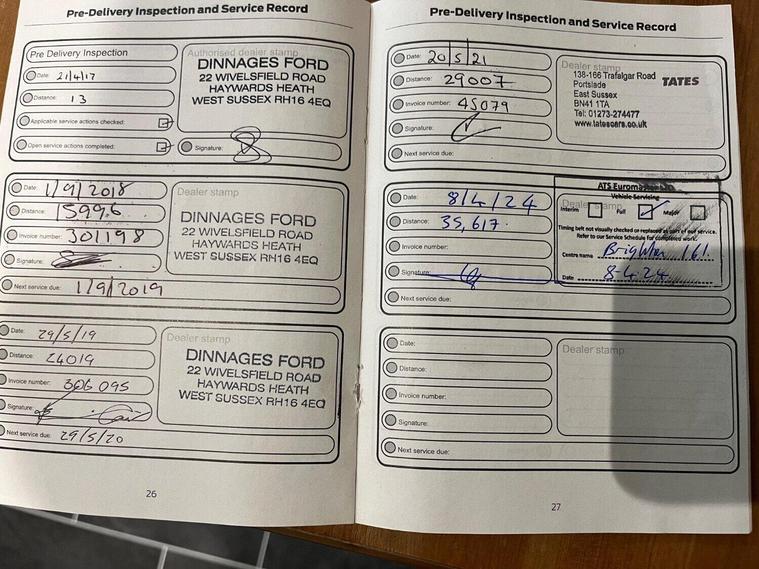 Pre-Delivery Inspection and Service Record
Pre Delivery Inspection
Date: 21/4/17
Distance: 13
Applicable service actions checked:
Open service actions completed:
Authorised dealer stamp
DINNAGES FORD
22 WIVELSFIELD ROAD
HAYWARDS HEATH
WEST SUSSEX RH16 4EQ
Signature:
Date: 1/9/2018
Distance: 15996
Invoice number: 301198
Signature:
Next service due: 1/9/2019
Dealer stamp
DINNAGES FORD
22 WIVELSFIELD ROAD
HAYWARDS HEATH
WEST SUSSEX RH16 4EQ
Date: 29/5/19
Distance: 24019
Invoice number: 306095
Signature:
Next service due: 29/5/20
Dealer stamp
DINNAGES FORD
22 WIVELSFIELD ROAD
HAYWARDS HEATH
WEST SUSSEX RH16 4EQ
26
Pre-Delivery Inspection and Service Record
Date: 20/5/21
Distance: 29007
Invoice number: 45079
Signature:
Next service due:
Dealer stamp
138-166 Trafalgar Road TATES
Portslade
East Sussex
BN41 1TA
Tel: 01273-274477
www.tatescars.co.uk
Date: 8/4/24
Distance: 35,617.
Invoice number:
Signature:
Next service due:
Dealer stamp
ATS
Vehicle Servicing
Interim Full Major
Timing belt not visually checked or replaced as part of our service.
Refer to our Service Schedule for completed work.
Centre name Brighton 161.
Date 8-4-24
Date:
Distance:
Invoice number:
Signature:
Next service due:
Dealer stamp
27